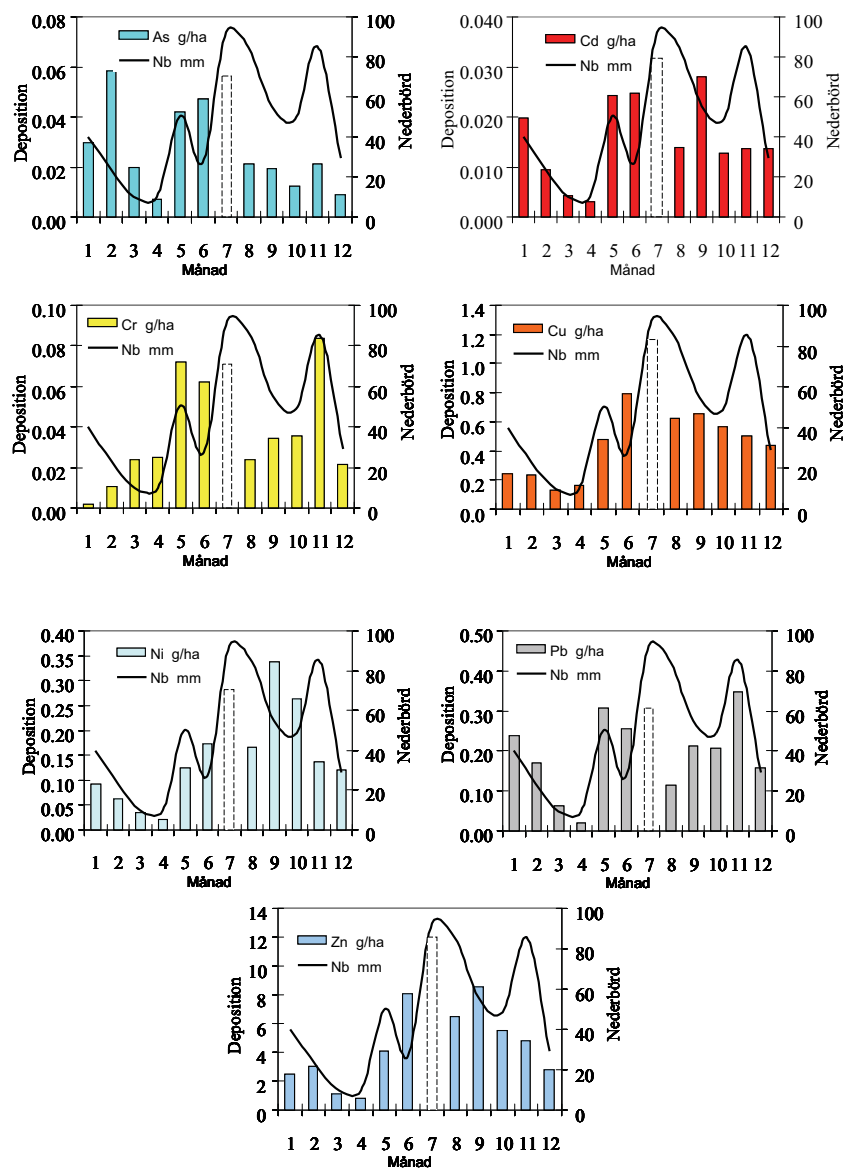 As g/ha
Nb mm
Deposition
Nederbörd
0.08
0.06
0.04
0.02
0.00
100
80
60
40
20
0
1 2 3 4 5 6 7 8 9 10 11 12
Månad
Cd g/ha
Nb mm
Deposition
Nederbörd
0.040
0.030
0.020
0.010
0.000
100
80
60
40
20
0
1 2 3 4 5 6 7 8 9 10 11 12
Månad
Cr g/ha
Nb mm
Deposition
Nederbörd
0.10
0.08
0.06
0.04
0.02
0.00
100
80
60
40
20
0
1 2 3 4 5 6 7 8 9 10 11 12
Månad
Cu g/ha
Nb mm
Deposition
Nederbörd
1.4
1.2
1.0
0.8
0.6
0.4
0.2
0.0
100
80
60
40
20
0
1 2 3 4 5 6 7 8 9 10 11 12
Månad
Ni g/ha
Nb mm
Deposition
Nederbörd
0.40
0.35
0.30
0.25
0.20
0.15
0.10
0.05
0.00
100
80
60
40
20
0
1 2 3 4 5 6 7 8 9 10 11 12
Månad
Pb g/ha
Nb mm
Deposition
Nederbörd
0.50
0.40
0.30
0.20
0.10
0.00
100
80
60
40
20
0
1 2 3 4 5 6 7 8 9 10 11 12
Månad
Zn g/ha
Nb mm
Deposition
Nederbörd
14
12
10
8
6
4
2
0
100
80
60
40
20
0
1 2 3 4 5 6 7 8 9 10 11 12
Månad